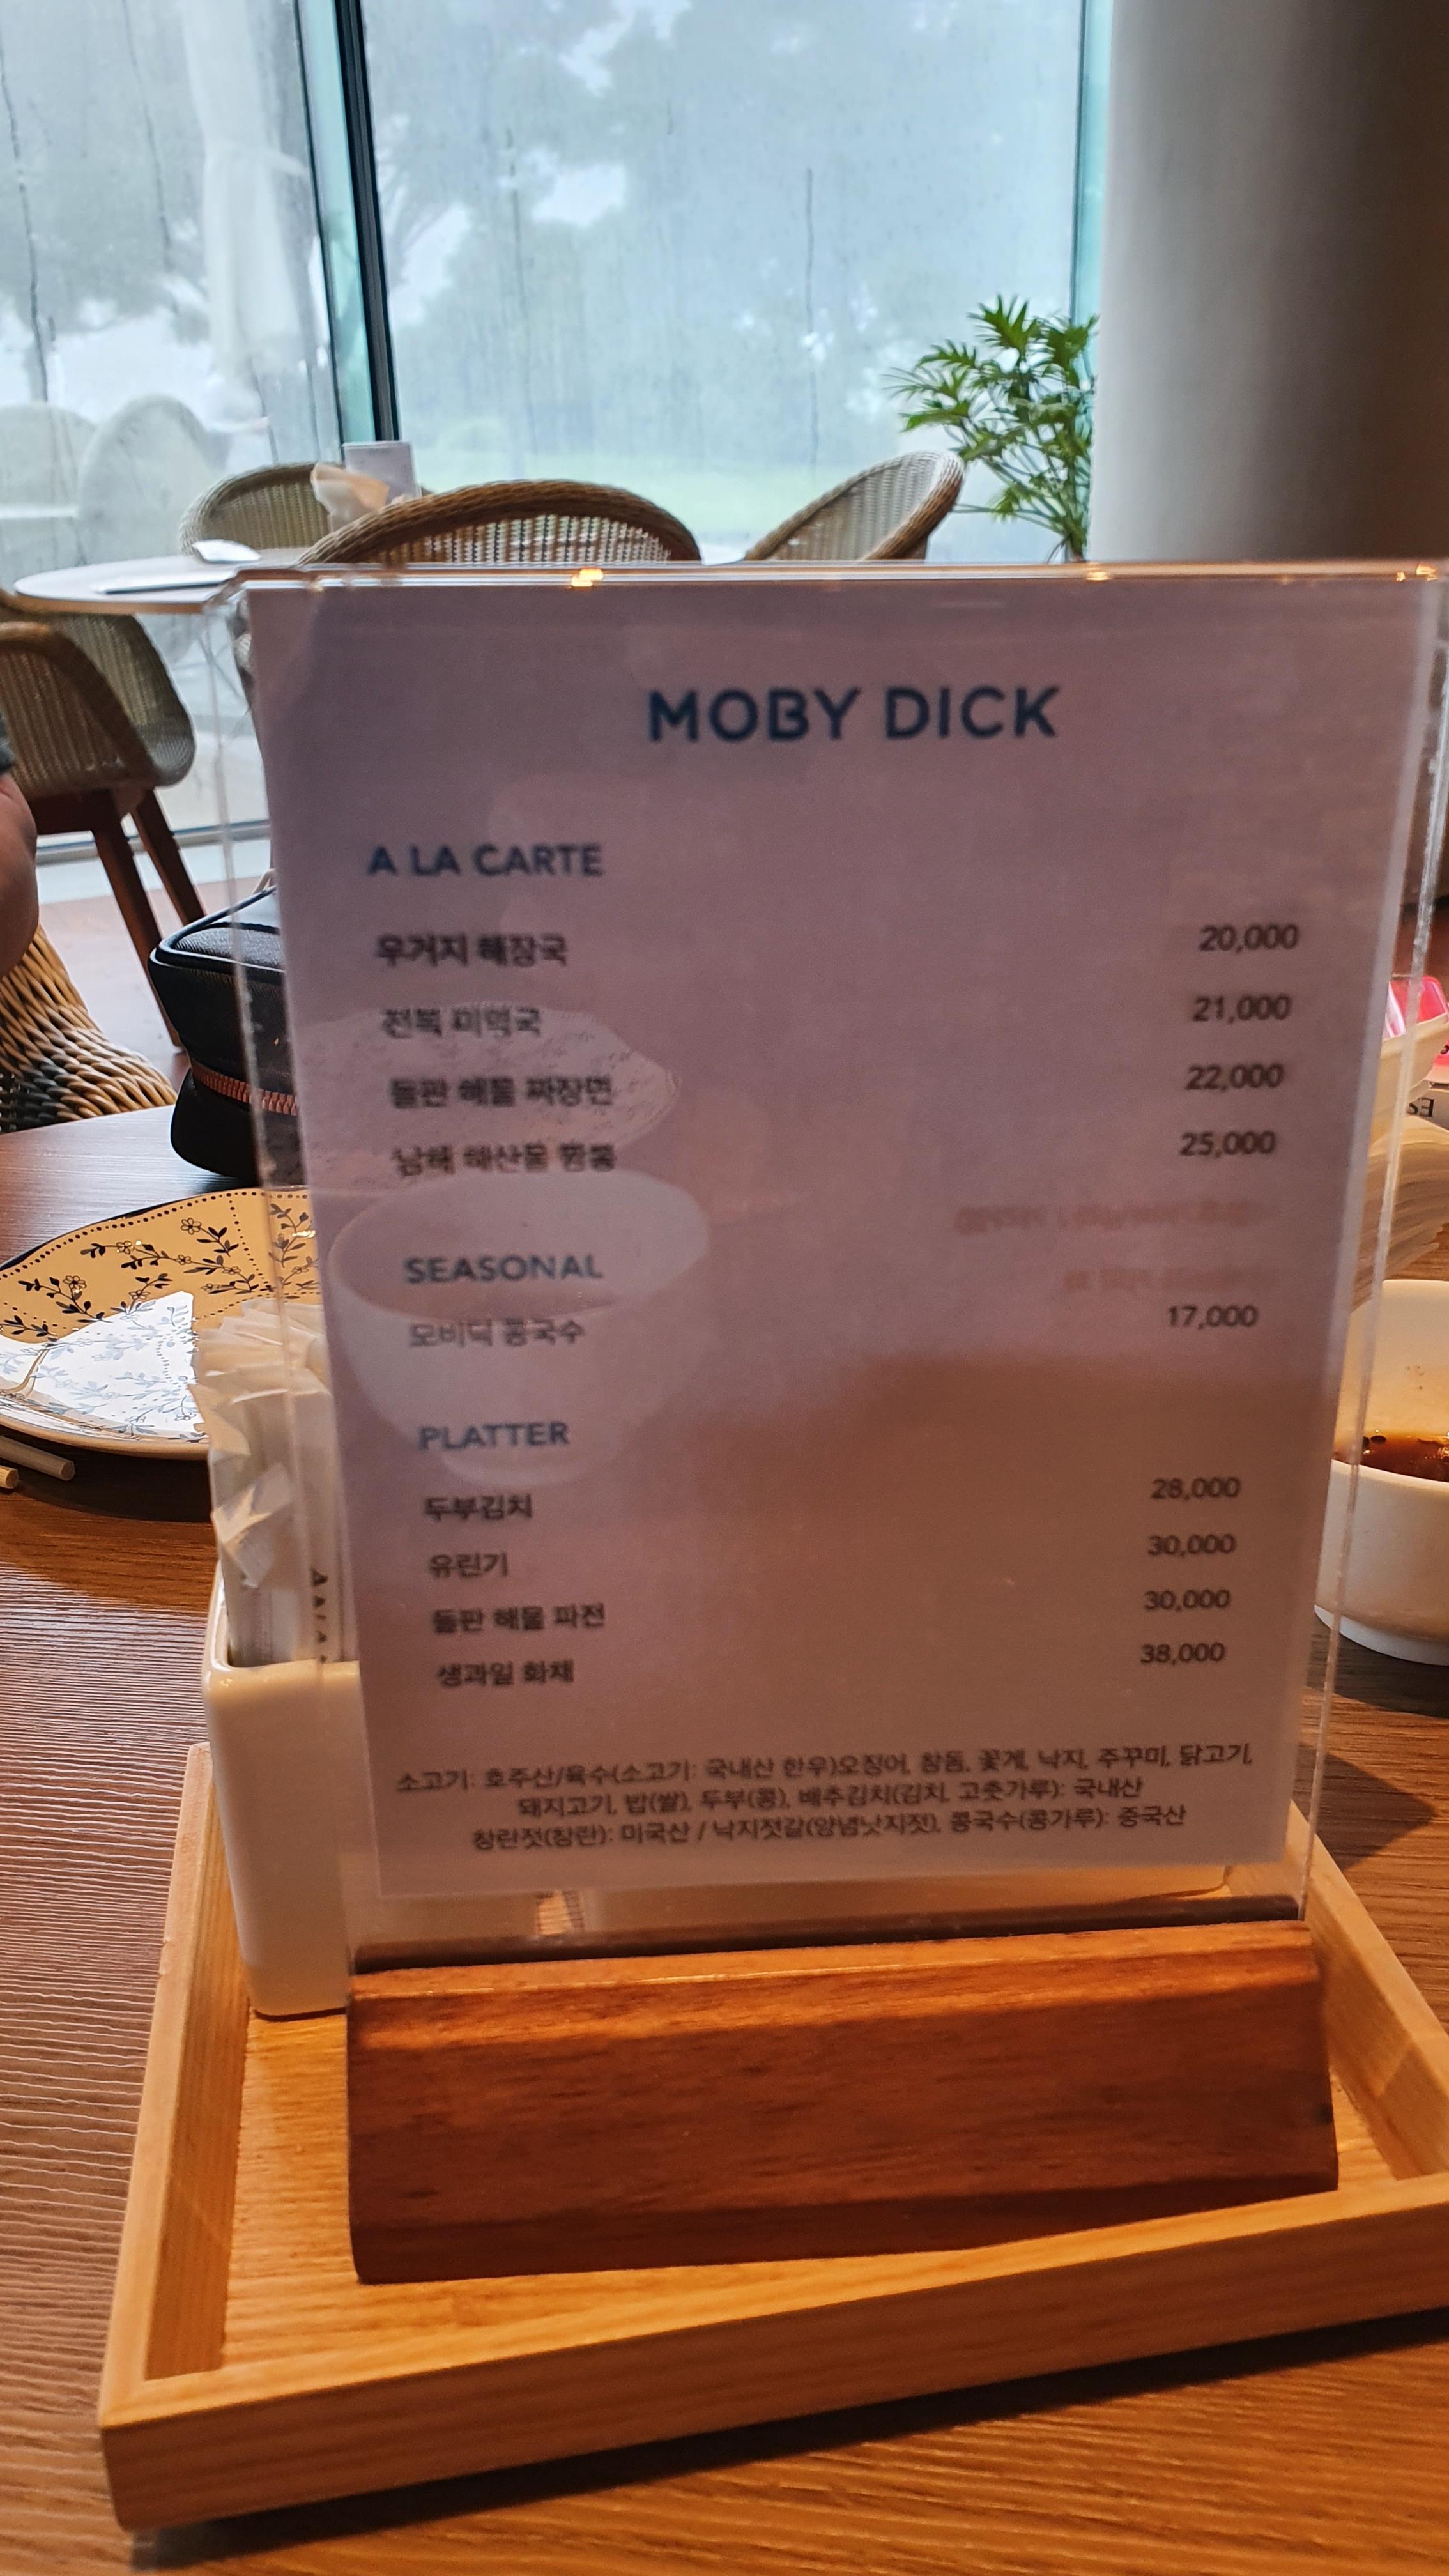 MOBY DICK
A LA CARTE
우거지 해장국 20,000
전복 미역국 21,000
돌판 해물 짜장면 22,000
남해 해산물 짬뽕 25,000
SEASONAL
모비딕 콩국수 17,000
PLATTER
두부김치 28,000
유린기 30,000
돌판 해물 파전 30,000
생과일 화채 38,000
소고기: 호주산/육수(소고기: 국내산 한우)오징어, 참돔, 꽃게, 낙지, 주꾸미, 닭고기,
돼지고기, 밥(쌀), 두부(콩), 배추김치(김치, 고춧가루): 국내산
창란젓(창란): 미국산 / 낙지젓갈(양념낙지젓), 콩국수(콩가루): 중국산